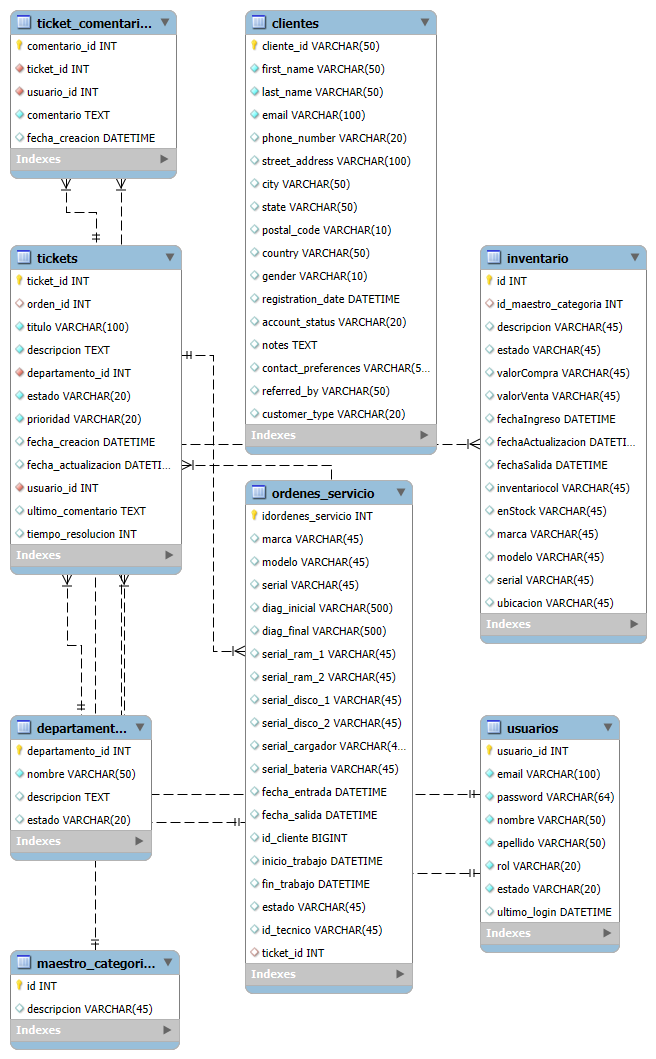 ticket_comentari...
comentario_id INT
ticket_id INT
usuario_id INT
comentario TEXT
fecha_creacion DATETIME
Indexes
clientes
cliente_id VARCHAR(50)
first_name VARCHAR(50)
last_name VARCHAR(50)
email VARCHAR(100)
phone_number VARCHAR(20)
street_address VARCHAR(100)
city VARCHAR(50)
state VARCHAR(50)
postal_code VARCHAR(10)
country VARCHAR(50)
gender VARCHAR(10)
registration_date DATETIME
account_status VARCHAR(20)
notes TEXT
contact_preferences VARCHAR(5...
referred_by VARCHAR(50)
customer_type VARCHAR(20)
Indexes
tickets
ticket_id INT
orden_id INT
titulo VARCHAR(100)
descripcion TEXT
departamento_id INT
estado VARCHAR(20)
prioridad VARCHAR(20)
fecha_creacion DATETIME
fecha_actualizacion DATETI...
usuario_id INT
ultimo_comentario TEXT
tiempo_resolucion INT
Indexes
inventario
id INT
id_maestro_categoria INT
descripcion VARCHAR(45)
estado VARCHAR(45)
valorCompra VARCHAR(45)
valorVenta VARCHAR(45)
fechaIngreso DATETIME
fechaActualizacion DATETI...
fechaSalida DATETIME
inventariocol VARCHAR(45)
enStock VARCHAR(45)
marca VARCHAR(45)
modelo VARCHAR(45)
serial VARCHAR(45)
ubicacion VARCHAR(45)
Indexes
ordenes_servicio
idordenes_servicio INT
marca VARCHAR(45)
modelo VARCHAR(45)
serial VARCHAR(45)
diag_inicial VARCHAR(500)
diag_final VARCHAR(500)
serial_ram_1 VARCHAR(45)
serial_ram_2 VARCHAR(45)
serial_disco_1 VARCHAR(45)
serial_disco_2 VARCHAR(45)
serial_cargador VARCHAR(4...
serial_bateria VARCHAR(45)
fecha_entrada DATETIME
fecha_salida DATETIME
id_cliente BIGINT
inicio_trabajo DATETIME
fin_trabajo DATETIME
estado VARCHAR(45)
id_tecnico VARCHAR(45)
ticket_id INT
Indexes
departament...
departamento_id INT
nombre VARCHAR(50)
descripcion TEXT
estado VARCHAR(20)
Indexes
usuarios
usuario_id INT
email VARCHAR(100)
password VARCHAR(64)
nombre VARCHAR(50)
apellido VARCHAR(50)
rol VARCHAR(20)
estado VARCHAR(20)
ultimo_login DATETIME
Indexes
maestro_categori...
id INT
descripcion VARCHAR(45)
Indexes